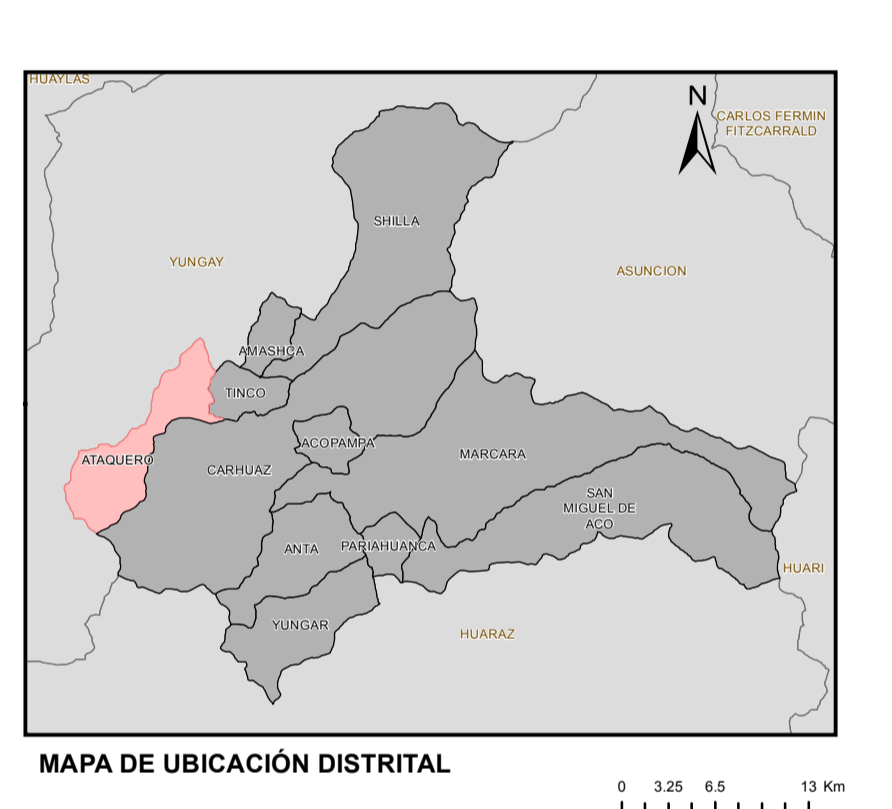 HUAYLAS
N
CARLOS FERMIN
FITZCARRALD
SHILLA
YUNGAY
ASUNCION
AMASHCA
TINCO
ACOPAMPA
ATAQUERO
CARHUAZ
MARCARA
SAN
MIGUEL DE
ACO
ANTA
PARIAHUANCA
HUARI
YUNGAR
HUARAZ
MAPA DE UBICACIÓN DISTRITAL
0 3.25 6.5 13 Km